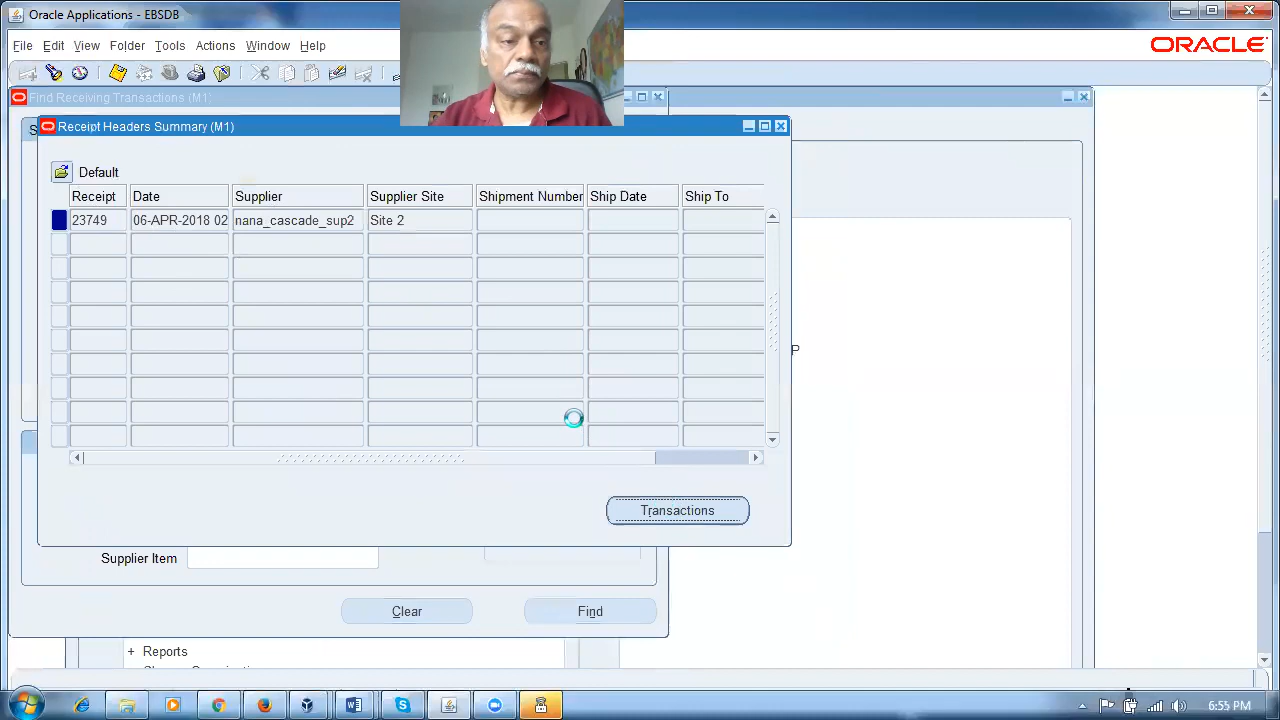 Oracle Applications - EBSDB
File Edit View Folder Tools Actions Window Help
ORACLE
Find Receiving Transactions (M1)
Receipt Headers Summary (M1)
Default
Receipt Date Supplier Supplier Site Shipment Number Ship Date Ship To
23749 06-APR-2018 02 nana_cascade_sup2 Site 2
Transactions
Supplier Item
Clear Find
+ Reports
6:55 PM